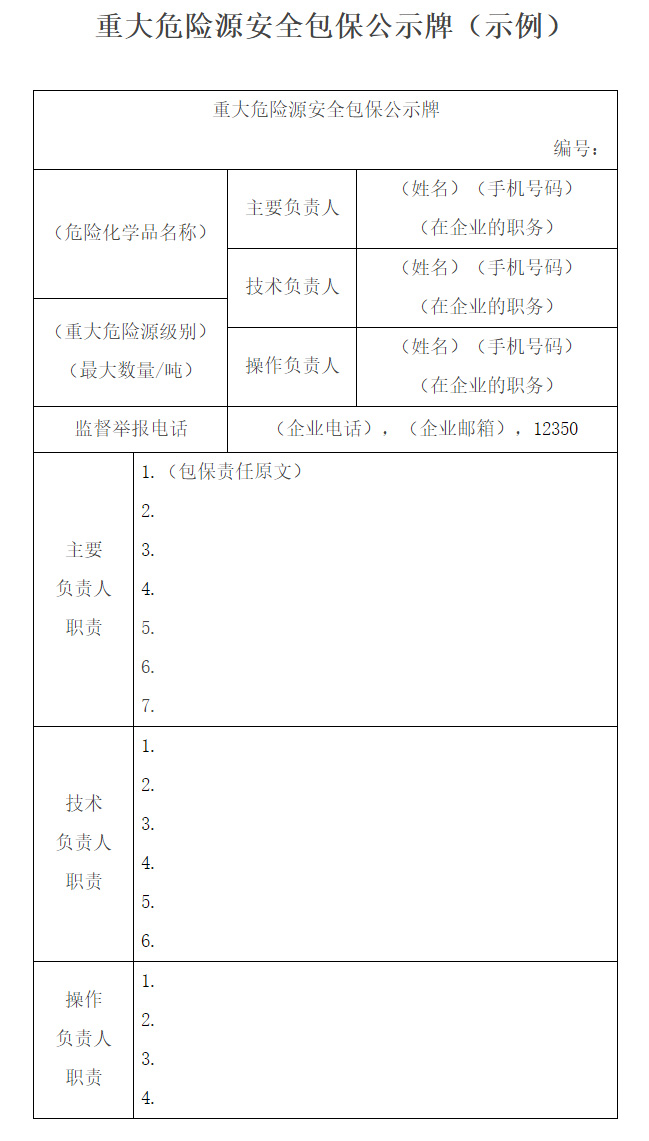 重大危险源安全包保公示牌（示例）
重大危险源安全包保公示牌
编号：
（危险化学品名称）
主要负责人
（姓名）（手机号码）
（在企业的职务）
技术负责人
（姓名）（手机号码）
（在企业的职务）
（重大危险源级别）
（最大数量/吨）
操作负责人
（姓名）（手机号码）
（在企业的职务）
监督举报电话
（企业电话），（企业邮箱），12350
主要
负责人
职责
1.（包保责任原文）
2.
3.
4.
5.
6.
7.
技术
负责人
职责
1.
2.
3.
4.
5.
6.
操作
负责人
职责
1.
2.
3.
4.